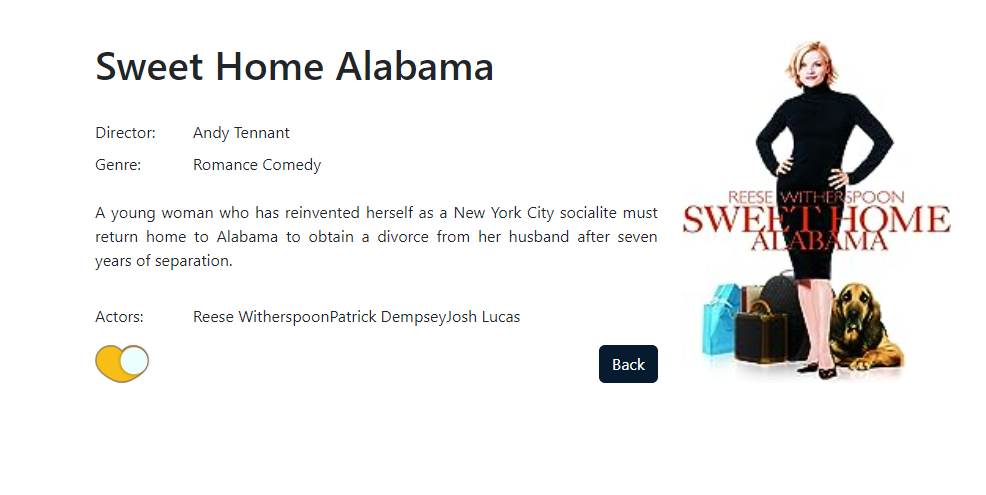 Sweet Home Alabama
Director: Andy Tennant
Genre: Romance Comedy
A young woman who has reinvented herself as a New York City socialite must
return home to Alabama to obtain a divorce from her husband after seven
years of separation.
Actors: Reese WitherspoonPatrick DempseyJosh Lucas
Back
REESE WITHERSPOON
SWEET HOME
ALABAMA